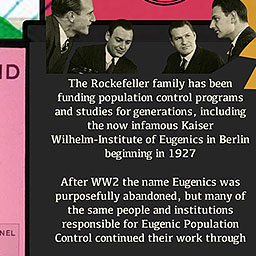 ND
The Rockefeller family has been
funding population control programs
and studies for generations, including
the now infamous Kaiser
Wilhelm-Institute of Eugenics in Berlin
beginning in 1927
After WW2 the name Eugenics was
purposefully abandoned, but many of
the same people and institutions
responsible for Eugenic Population
Control continued their work through
NEL